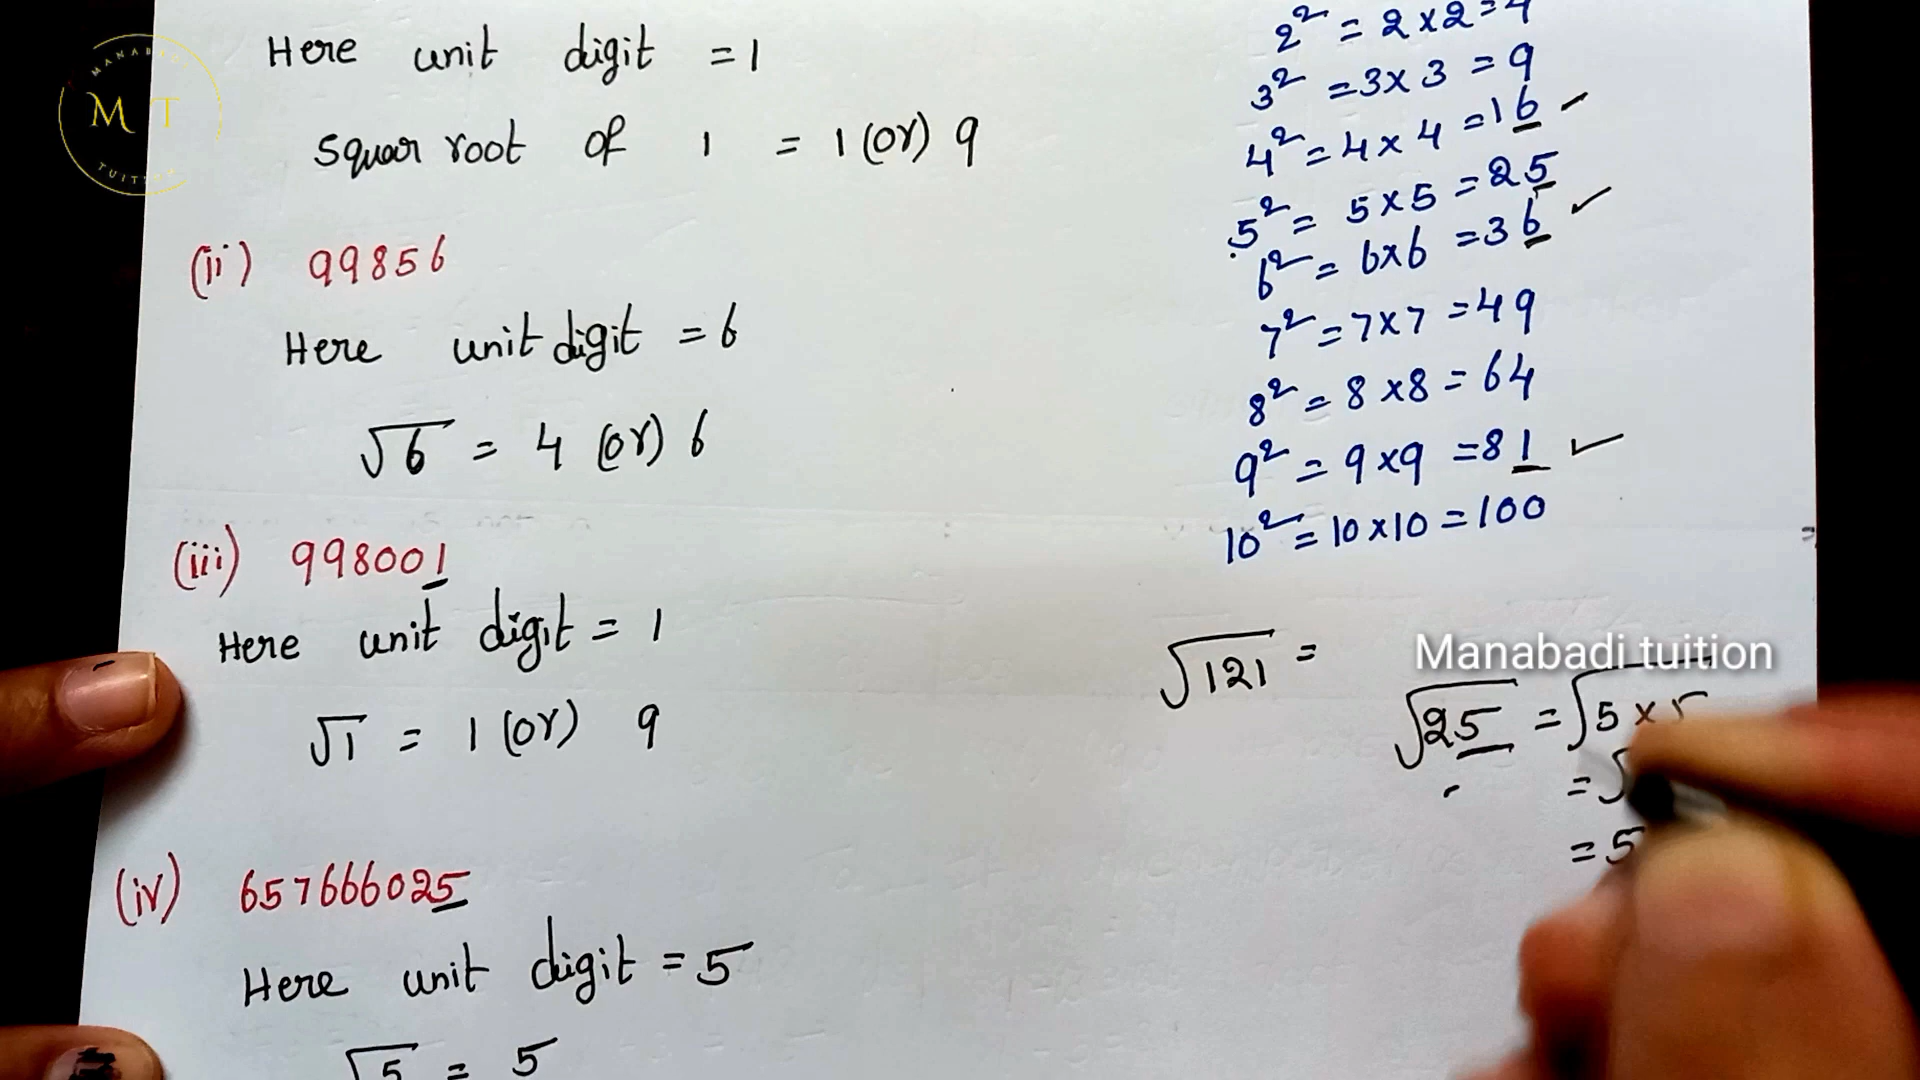 MANABA
M T
TUIT
Here unit digit = 1
squar root of 1 = 1 (or) 9
(ii) 99856
Here unit digit = 6
√6 = 4 (or) 6
(iii) 998001
Here unit digit = 1
√1 = 1 (or) 9
(iv) 657666025
Here unit digit = 5
√5 = 5
2² = 2 × 2 = 4
3² = 3 × 3 = 9
4² = 4 × 4 = 16 ✓
5² = 5 × 5 = 25
6² = 6 × 6 = 36 ✓
7² = 7 × 7 = 49
8² = 8 × 8 = 64
9² = 9 × 9 = 81 ✓
10² = 10 × 10 = 100
Manabadi tuition
√121 =
√25 = √5 × 5
= √
= 5